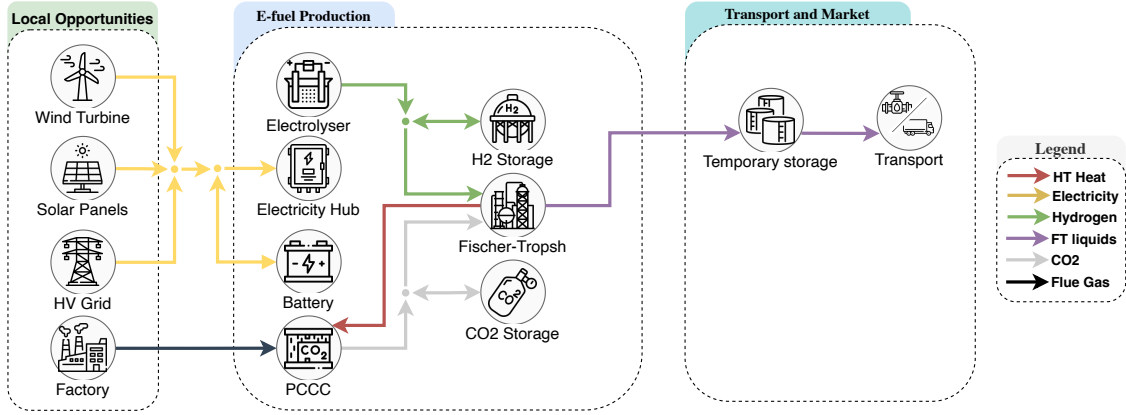 Local Opportunities
E-fuel Production
Transport and Market
Wind Turbine
Solar Panels
HV Grid
Factory
Electrolyser
Electricity Hub
Battery
CO₂
PCCC
H2
H2 Storage
Fischer-Tropsh
CO2
CO2 Storage
Temporary storage
Transport
Legend
HT Heat
Electricity
Hydrogen
FT liquids
CO2
Flue Gas